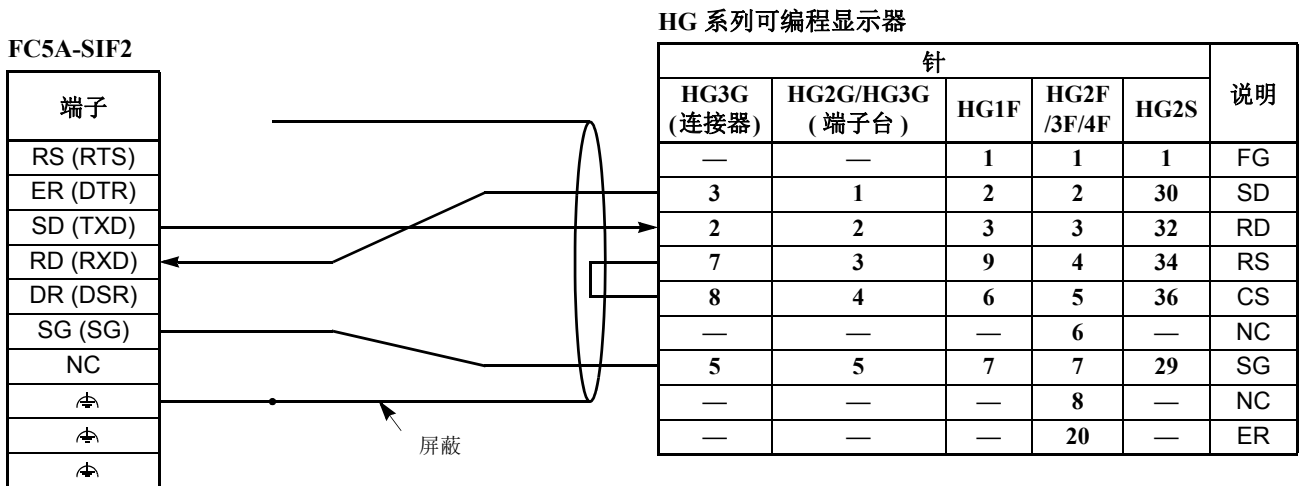 HG 系列可编程显示器
FC5A-SIF2
端子
RS (RTS)
ER (DTR)
SD (TXD)
RD (RXD)
DR (DSR)
SG (SG)
NC
屏蔽
针 说明
HG3G (连接器) HG2G/HG3G (端子台) HG1F HG2F /3F/4F HG2S
— — 1 1 1 FG
3 1 2 2 30 SD
2 2 3 3 32 RD
7 3 9 4 34 RS
8 4 6 5 36 CS
— — — 6 — NC
5 5 7 7 29 SG
— — — 8 — NC
— — — 20 — ER